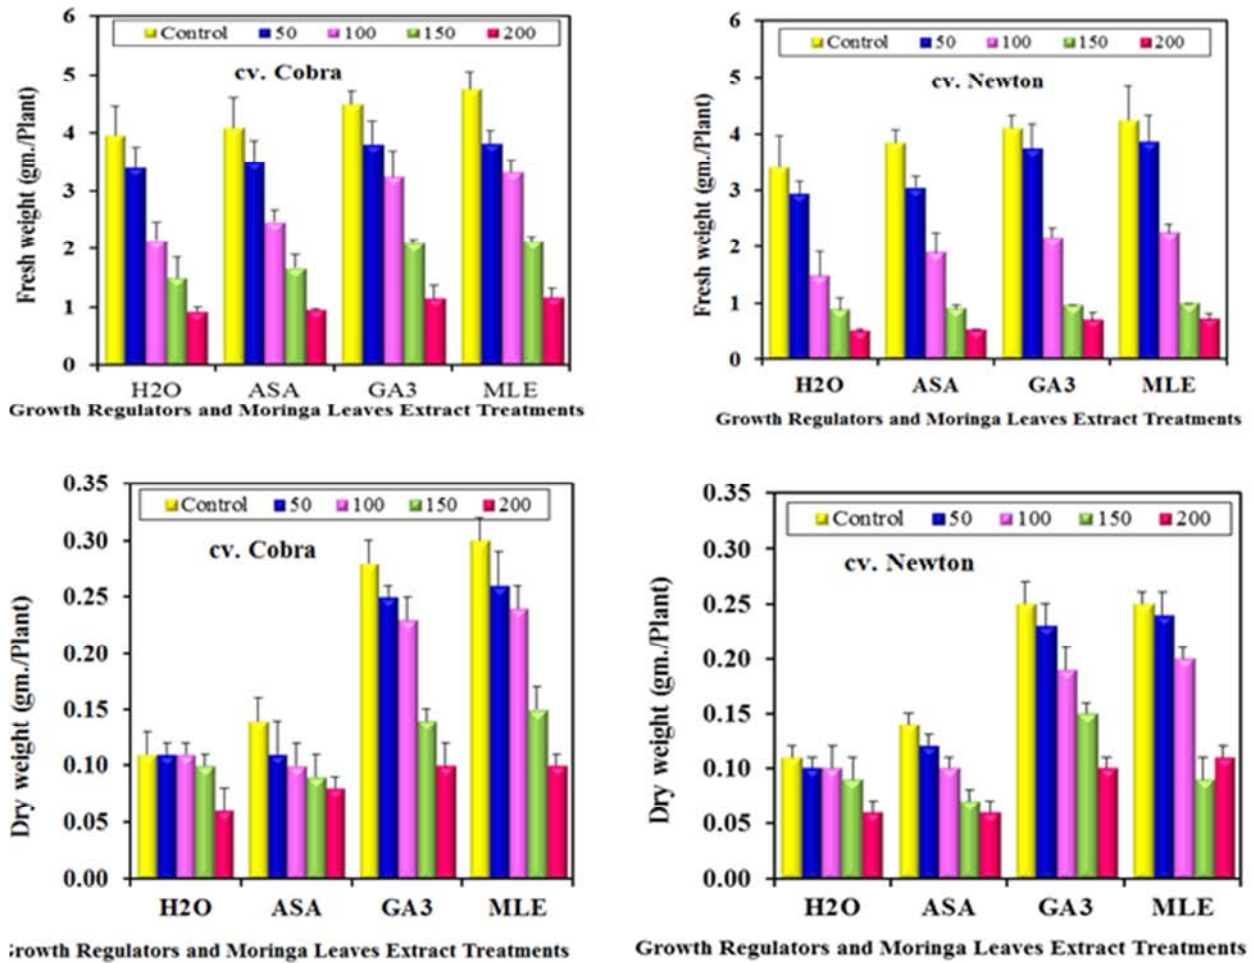 6
5
4
3
2
1
0
Fresh weight (gm./Plant)
Control 50 100 150 200
cv. Cobra
H2O ASA GA3 MLE
Growth Regulators and Moringa Leaves Extract Treatments
6
5
4
3
2
1
0
Fresh weight (gm./Plant)
Control 50 100 150 200
cv. Newton
H2O ASA GA3 MLE
Growth Regulators and Moringa Leaves Extract Treatments
0.35
0.30
0.25
0.20
0.15
0.10
0.05
0.00
Dry weight (gm./Plant)
Control 50 100 150 200
cv. Cobra
H2O ASA GA3 MLE
Growth Regulators and Moringa Leaves Extract Treatments
0.35
0.30
0.25
0.20
0.15
0.10
0.05
0.00
Dry weight (gm./Plant)
Control 50 100 150 200
cv. Newton
H2O ASA GA3 MLE
Growth Regulators and Moringa Leaves Extract Treatments